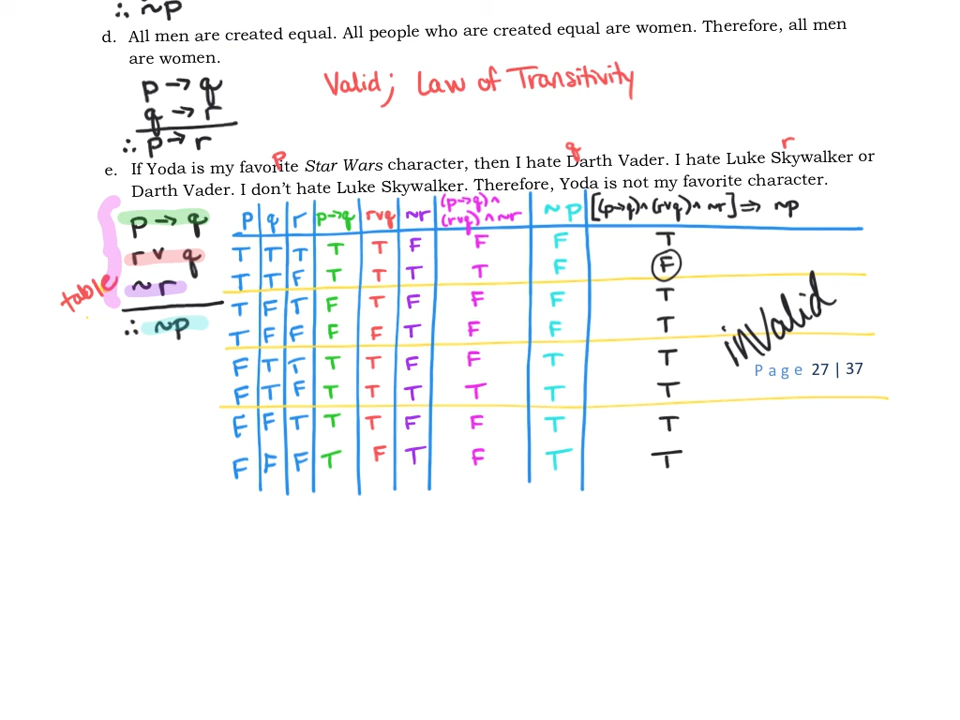 ∴ ~p
d. All men are created equal. All people who are created equal are women. Therefore, all men
are women.
p → q
q → r
∴ p → r
Valid; Law of Transitivity
p q r
e. If Yoda is my favorite Star Wars character, then I hate Darth Vader. I hate Luke Skywalker or
Darth Vader. I don't hate Luke Skywalker. Therefore, Yoda is not my favorite character.
table
p → q
r ∨ q
~r
∴ ~p
p q r p→q r∨q ~r (p→q)∧(r∨q)∧~r ~p [(p→q)∧(r∨q)∧~r]⇒ ~p
T T T T T F F F T
T T F T T T T F F
T F T F T F F F T
T F F F F T F F T
F T T T T F F T T
F T F T T T T T T
F F T T T F F T T
F F F T F T F T T
invalid
Page 27 | 37